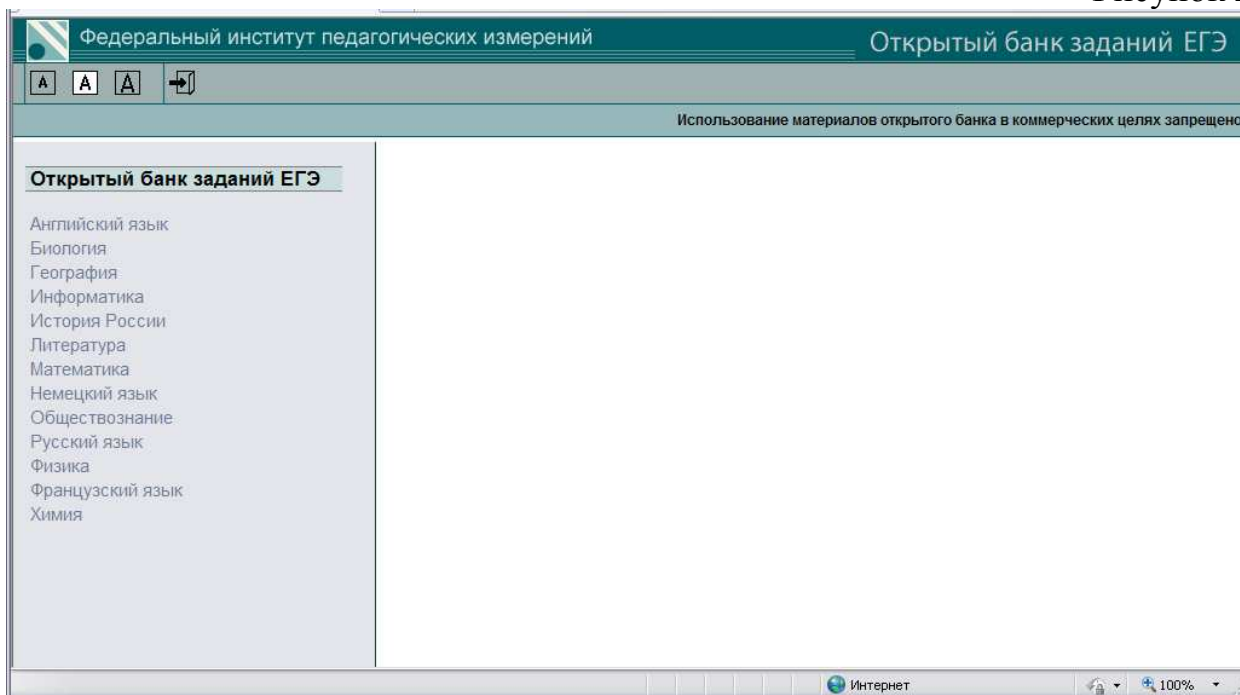 Федеральный институт педагогических измерений
Открытый банк заданий ЕГЭ
A A A
Использование материалов открытого банка в коммерческих целях запрещено
Открытый банк заданий ЕГЭ
Английский язык
Биология
География
Информатика
История России
Литература
Математика
Немецкий язык
Обществознание
Русский язык
Физика
Французский язык
Химия
Интернет
100%